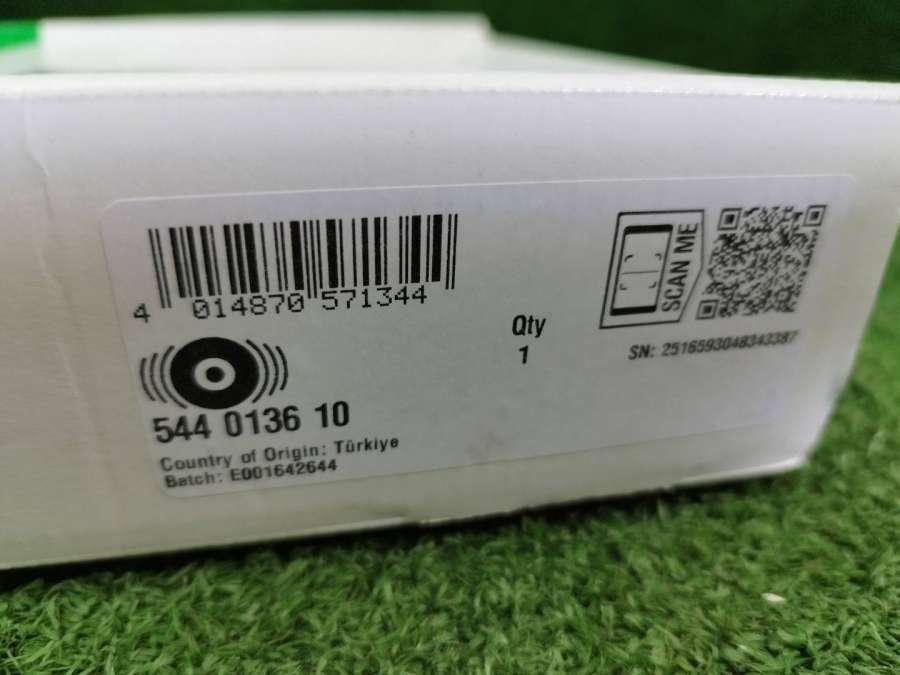 4 014870 571344
SCAN ME
Qty
1
SN: 2516593048343387
544 0136 10
Country of Origin: Türkiye
Batch: E001642644